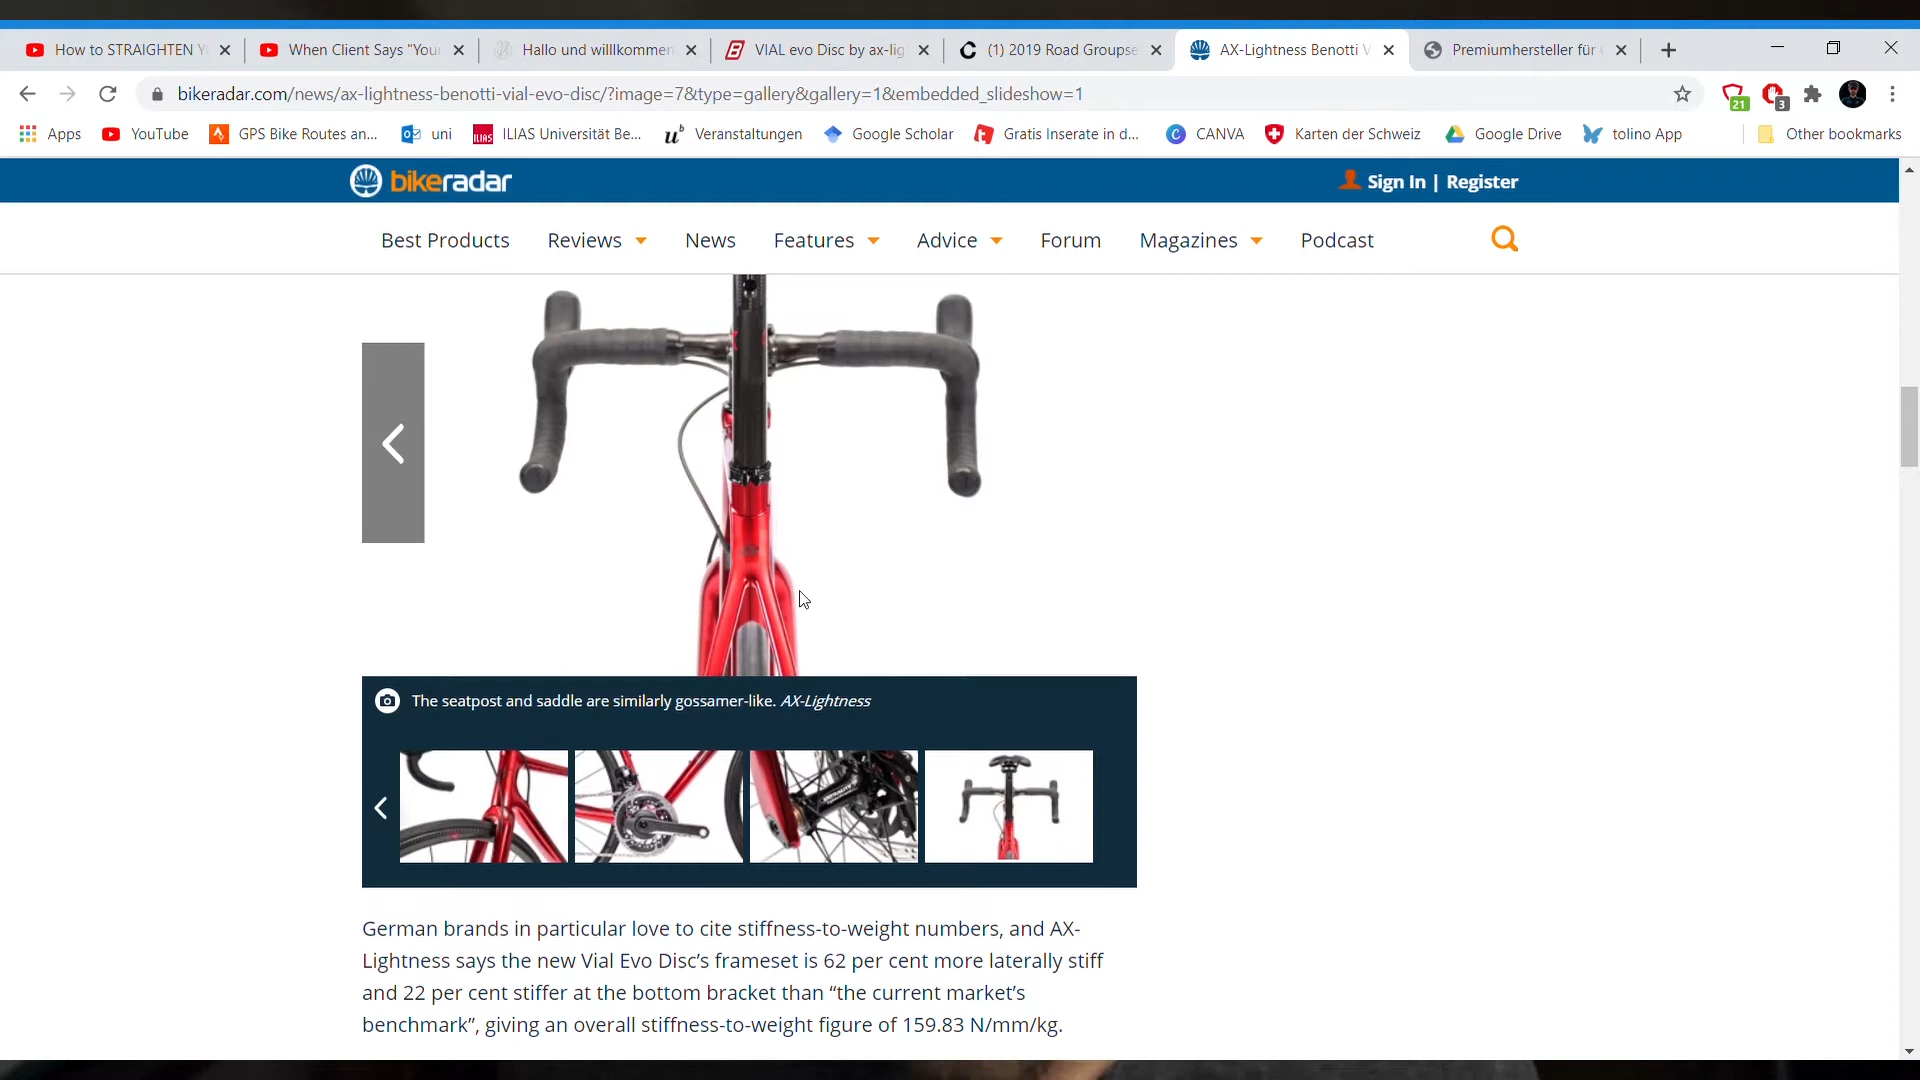 How to STRAIGHTEN Y
When Client Says "Your
Hallo und willlkommen
VIAL evo Disc by ax-lig
(1) 2019 Road Groupse
AX-Lightness Benotti V
Premiumhersteller für
bikeradar.com/news/ax-lightness-benotti-vial-evo-disc/?image=7&type=gallery&gallery=1&embedded_slideshow=1
21
3
Apps
YouTube
GPS Bike Routes an...
uni
ILIAS
ILIAS Universität Be...
u^b
Veranstaltungen
Google Scholar
Gratis Inserate in d...
CANVA
Karten der Schweiz
Google Drive
tolino App
Other bookmarks
bikeradar
Sign In | Register
Best Products
Reviews
News
Features
Advice
Forum
Magazines
Podcast
The seatpost and saddle are similarly gossamer-like. AX-Lightness
German brands in particular love to cite stiffness-to-weight numbers, and AX-
Lightness says the new Vial Evo Disc's frameset is 62 per cent more laterally stiff
and 22 per cent stiffer at the bottom bracket than “the current market's
benchmark”, giving an overall stiffness-to-weight figure of 159.83 N/mm/kg.